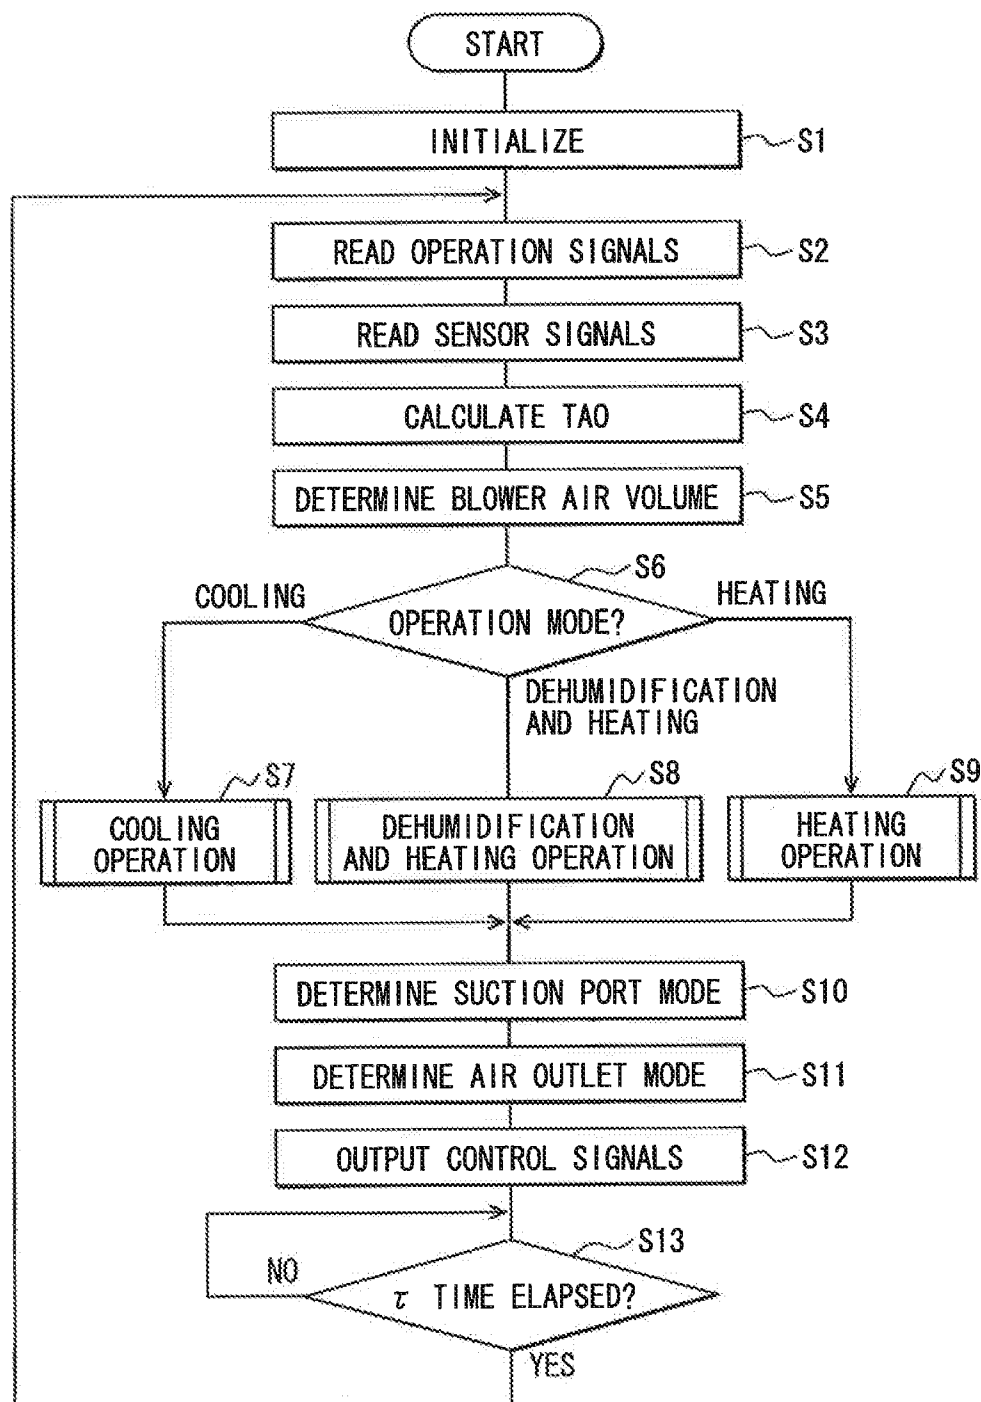 START
INITIALIZE
S1
READ OPERATION SIGNALS
S2
READ SENSOR SIGNALS
S3
CALCULATE TAO
S4
DETERMINE BLOWER AIR VOLUME
S5
S6
COOLING
OPERATION MODE?
HEATING
DEHUMIDIFICATION
AND HEATING
S7
S8
S9
COOLING
OPERATION
DEHUMIDIFICATION
AND HEATING OPERATION
HEATING
OPERATION
DETERMINE SUCTION PORT MODE
S10
DETERMINE AIR OUTLET MODE
S11
OUTPUT CONTROL SIGNALS
S12
S13
NO
τ TIME ELAPSED?
YES